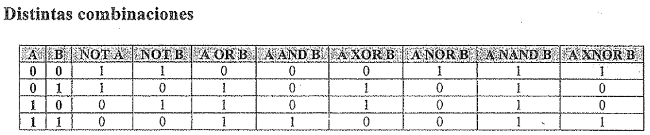 Distintas combinaciones
A B NOT A NOT B A OR B A AND B A XOR B A NOR B A NAND B A XNOR B
0 0 1 1 0 0 0 1 1 1
0 1 1 0 1 0 1 0 1 0
1 0 0 1 1 0 1 0 1 0
1 1 0 0 1 1 0 0 1 1